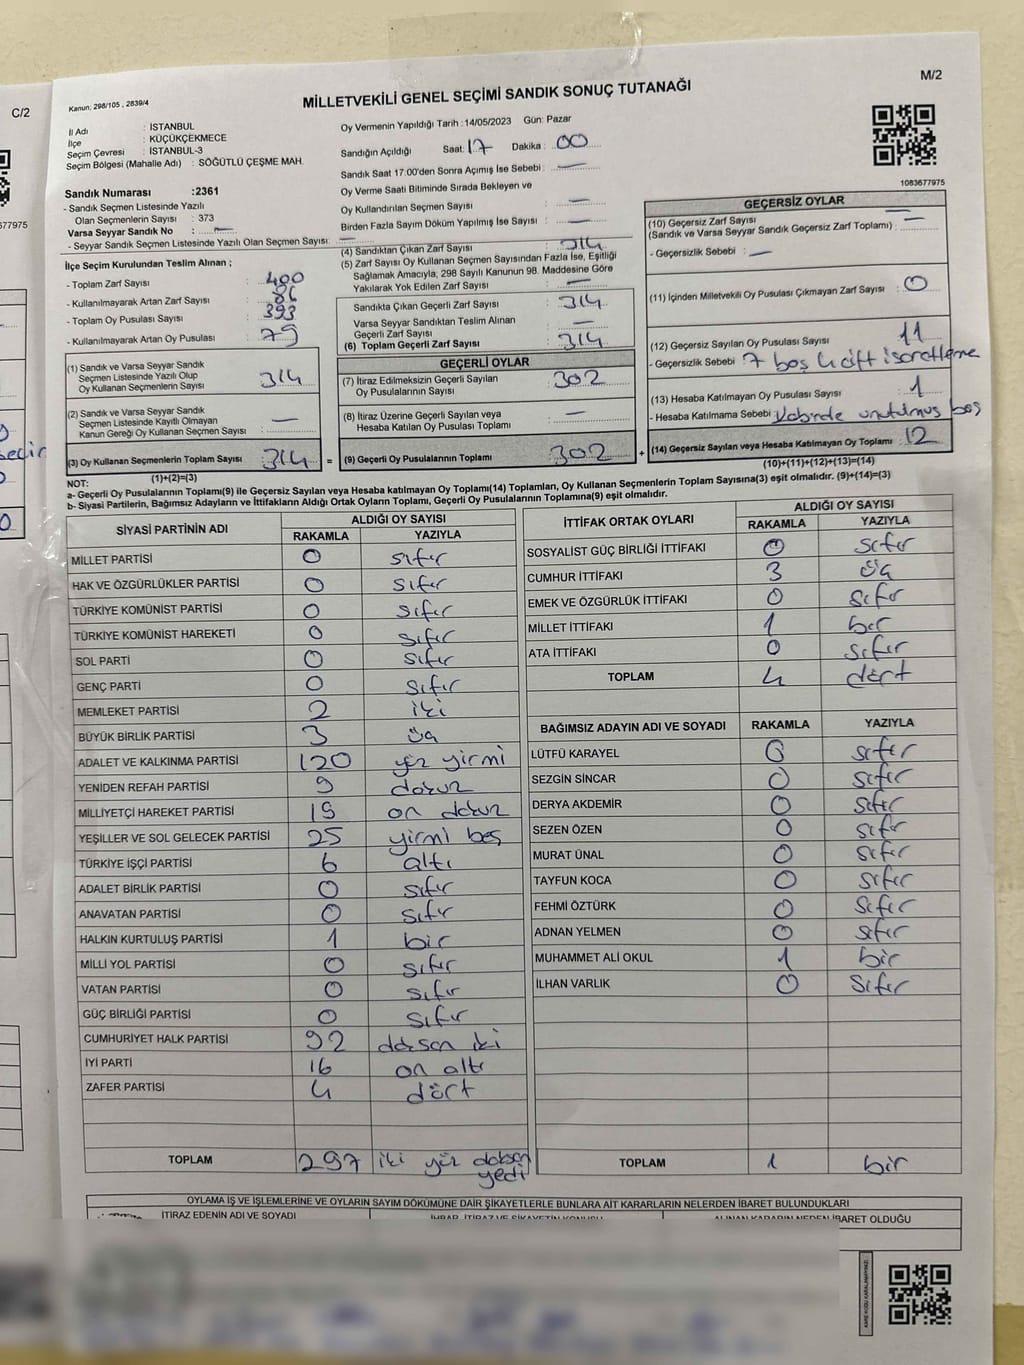 C/2
M/2
Kanun: 298/105 , 2839/4
MİLLETVEKİLİ GENEL SEÇİMİ SANDIK SONUÇ TUTANAĞI
İl Adı : İSTANBUL
İlçe : KÜÇÜKÇEKMECE
Seçim Çevresi : İSTANBUL-3
Seçim Bölgesi (Mahalle Adı) : SÖĞÜTLÜ ÇEŞME MAH.
Sandık Numarası :2361
- Sandık Seçmen Listesinde Yazılı
Olan Seçmenlerin Sayısı : 373
Varsa Seyyar Sandık No : —
- Seyyar Sandık Seçmen Listesinde Yazılı Olan Seçmen Sayısı: —
İlçe Seçim Kurulundan Teslim Alınan ;
- Toplam Zarf Sayısı : 400
- Kullanılmayarak Artan Zarf Sayısı : 86
- Toplam Oy Pusulası Sayısı : 393
- Kullanılmayarak Artan Oy Pusulası : 79
(1) Sandık ve Varsa Seyyar Sandık
Seçmen Listesinde Yazılı Olup
Oy Kullanan Seçmenlerin Sayısı : 314
(2) Sandık ve Varsa Seyyar Sandık
Seçmen Listesinde Kayıtlı Olmayan
Kanun Gereği Oy Kullanan Seçmen Sayısı : —
(3) Oy Kullanan Seçmenlerin Toplam Sayısı : 314
(1)+(2)=(3)
Oy Vermenin Yapıldığı Tarih :14/05/2023 Gün: Pazar
Sandığın Açıldığı Saat: 17 Dakika : 00
Sandık Saat 17:00'den Sonra Açımış İse Sebebi : —
Oy Verme Saati Bitiminde Sırada Bekleyen ve
Oy Kullandırılan Seçmen Sayısı : —
Birden Fazla Sayım Döküm Yapılmış İse Sayısı : —
(4) Sandıktan Çıkan Zarf Sayısı : 314
(5) Zarf Sayısı Oy Kullanan Seçmen Sayısından Fazla İse, Eşitliği
Sağlamak Amacıyla, 298 Sayılı Kanunun 98. Maddesine Göre
Yakılarak Yok Edilen Zarf Sayısı : —
Sandıkta Çıkan Geçerli Zarf Sayısı : 314
Varsa Seyyar Sandıktan Teslim Alınan
Geçerli Zarf Sayısı : —
(6) Toplam Geçerli Zarf Sayısı : 314
GEÇERLİ OYLAR
(7) İtiraz Edilmeksizin Geçerli Sayılan
Oy Pusulalarının Sayısı : 302
(8) İtiraz Üzerine Geçerli Sayılan veya
Hesaba Katılan Oy Pusulası Toplamı : —
= (9) Geçerli Oy Pusulalarının Toplamı : 302
1083677975
GEÇERSİZ OYLAR
(10) Geçersiz Zarf Sayısı
(Sandık ve Varsa Seyyar Sandık Geçersiz Zarf Toplamı) : —
- Geçersizlik Sebebi : —
(11) İçinden Milletvekili Oy Pusulası Çıkmayan Zarf Sayısı : 0
(12) Geçersiz Sayılan Oy Pusulası Sayısı : 11
- Geçersizlik Sebebi : 7 boş 4 çift işaretleme
(13) Hesaba Katılmayan Oy Pusulası Sayısı : 1
- Hesaba Katılmama Sebebi : Kabinde unutulmuş boş
+ (14) Geçersiz Sayılan veya Hesaba Katılmayan Oy Toplamı : 12
(10)+(11)+(12)+(13)=(14)
NOT:
a- Geçerli Oy Pusulalarının Toplamı(9) ile Geçersiz Sayılan veya Hesaba katılmayan Oy Toplamı(14) Toplamları, Oy Kullanan Seçmenlerin Toplam Sayısına(3) eşit olmalıdır. (9)+(14)=(3)
b- Siyasi Partilerin, Bağımsız Adayların ve İttifakların Aldığı Ortak Oyların Toplamı, Geçerli Oy Pusulalarının Toplamına(9) eşit olmalıdır.
SİYASİ PARTİNİN ADI ALDIĞI OY SAYISI
RAKAMLA YAZIYLA
MİLLET PARTİSİ 0 sıfır
HAK VE ÖZGÜRLÜKLER PARTİSİ 0 sıfır
TÜRKİYE KOMÜNİST PARTİSİ 0 sıfır
TÜRKİYE KOMÜNİST HAREKETİ 0 sıfır
SOL PARTİ 0 sıfır
GENÇ PARTİ 0 sıfır
MEMLEKET PARTİSİ 2 iki
BÜYÜK BİRLİK PARTİSİ 3 üç
ADALET VE KALKINMA PARTİSİ 120 yüz yirmi
YENİDEN REFAH PARTİSİ 9 dokuz
MİLLİYETÇİ HAREKET PARTİSİ 19 on dokuz
YEŞİLLER VE SOL GELECEK PARTİSİ 25 yirmi beş
TÜRKİYE İŞÇİ PARTİSİ 6 altı
ADALET BİRLİK PARTİSİ 0 sıfır
ANAVATAN PARTİSİ 0 sıfır
HALKIN KURTULUŞ PARTİSİ 1 bir
MİLLİ YOL PARTİSİ 0 sıfır
VATAN PARTİSİ 0 sıfır
GÜÇ BİRLİĞİ PARTİSİ 0 sıfır
CUMHURİYET HALK PARTİSİ 92 doksan iki
İYİ PARTİ 16 on altı
ZAFER PARTİSİ 4 dört
TOPLAM 297 iki yüz doksan
yedi
İTTİFAK ORTAK OYLARI ALDIĞI OY SAYISI
RAKAMLA YAZIYLA
SOSYALİST GÜÇ BİRLİĞİ İTTİFAKI 0 sıfır
CUMHUR İTTİFAKI 3 üç
EMEK VE ÖZGÜRLÜK İTTİFAKI 0 sıfır
MİLLET İTTİFAKI 1 bir
ATA İTTİFAKI 0 sıfır
TOPLAM 4 dört
BAĞIMSIZ ADAYIN ADI VE SOYADI RAKAMLA YAZIYLA
LÜTFÜ KARAYEL 0 sıfır
SEZGİN SİNCAR 0 sıfır
DERYA AKDEMİR 0 sıfır
SEZEN ÖZEN 0 sıfır
MURAT ÜNAL 0 sıfır
TAYFUN KOCA 0 sıfır
FEHMİ ÖZTÜRK 0 sıfır
ADNAN YELMEN 0 sıfır
MUHAMMET ALİ OKUL 1 bir
İLHAN VARLIK 0 sıfır
TOPLAM 1 bir
OYLAMA İŞ VE İŞLEMLERİNE VE OYLARIN SAYIM DÖKÜMÜNE DAİR ŞİKAYETLERLE BUNLARA AİT KARARLARIN NELERDEN İBARET BULUNDUKLARI
İTİRAZ EDENİN ADI VE SOYADI İHBAR, İTİRAZ VE ŞİKAYETİN KONUSU ALINAN KARARIN NEDEN İBARET OLDUĞU